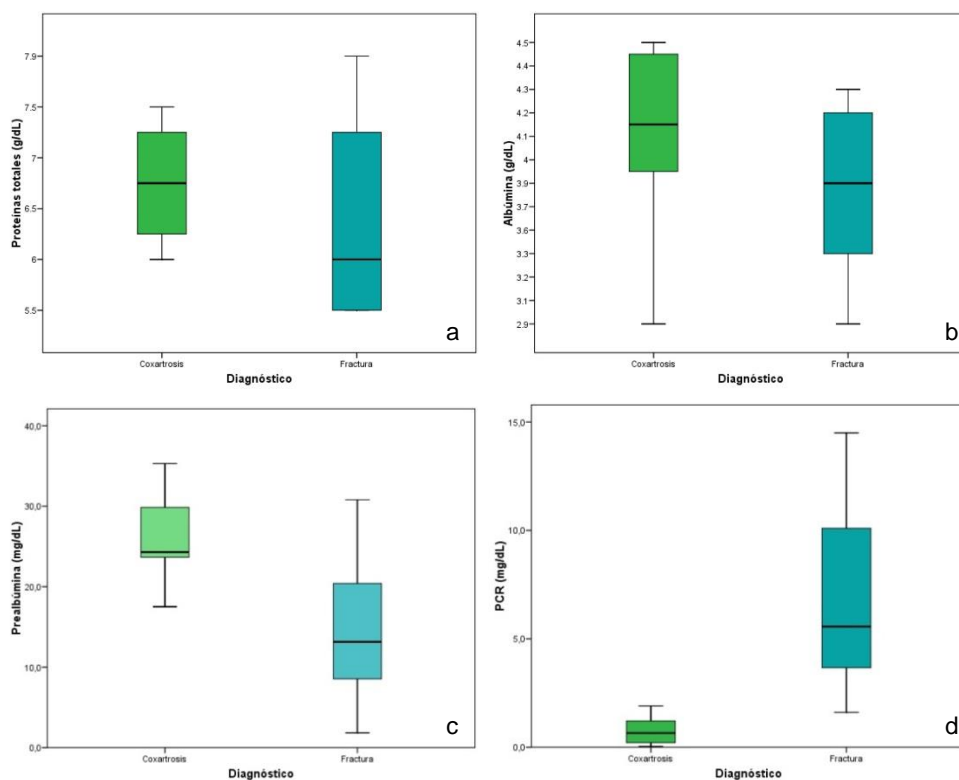 Proteínas totales (g/dL)
7.9
7.5
7
6.5
6
5.5
Coxartrosis
Fractura
Diagnóstico
a
Albúmina (g/dL)
4.5
4.4
4.3
4.2
4.1
4
3.9
3.7
3.6
3.3
3.2
3.1
2.9
Coxartrosis
Fractura
Diagnóstico
b
Prealbúmina (mg/dL)
40,0
30,0
20,0
10,0
0,0
Coxartrosis
Fractura
Diagnóstico
c
PCR (mg/dL)
15,0
10,0
5,0
0,0
Coxartrosis
Fractura
Diagnóstico
d